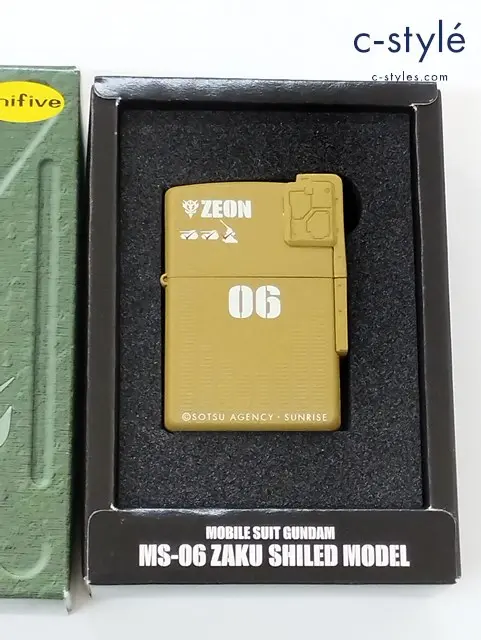 c-stylé
c-styles.com
nifive
ZEON
06
©SOTSU AGENCY・SUNRISE
MOBILE SUIT GUNDAM
MS-06 ZAKU SHILED MODEL